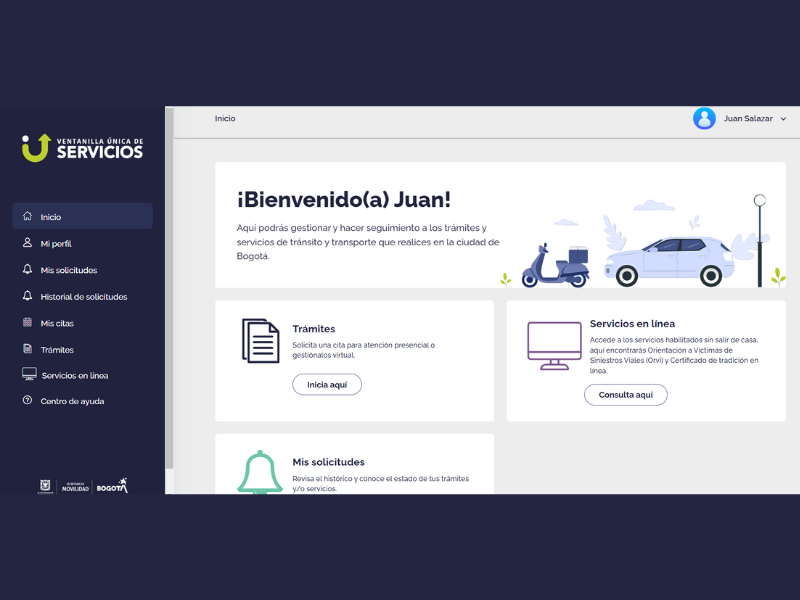 VENTANILLA ÚNICA DE
SERVICIOS
Inicio
Mi perfil
Mis solicitudes
Historial de solicitudes
Mis citas
Trámites
Servicios en línea
Centro de ayuda
MOVILIDAD
BOGOTÁ
Inicio
Juan Salazar
¡Bienvenido(a) Juan!
Aquí podrás gestionar y hacer seguimiento a los trámites y
servicios de tránsito y transporte que realices en la ciudad de
Bogotá.
Trámites
Solicita una cita para atención presencial o
gestiónalos virtual.
Inicia aquí
Servicios en línea
Accede a los servicios habilitados sin salir de casa,
aquí encontrarás Orientación a Víctimas de
Siniestros Viales (Orvi) y Certificado de tradición en
línea.
Consulta aquí
Mis solicitudes
Revisa el histórico y conoce el estado de tus trámites
y/o servicios.